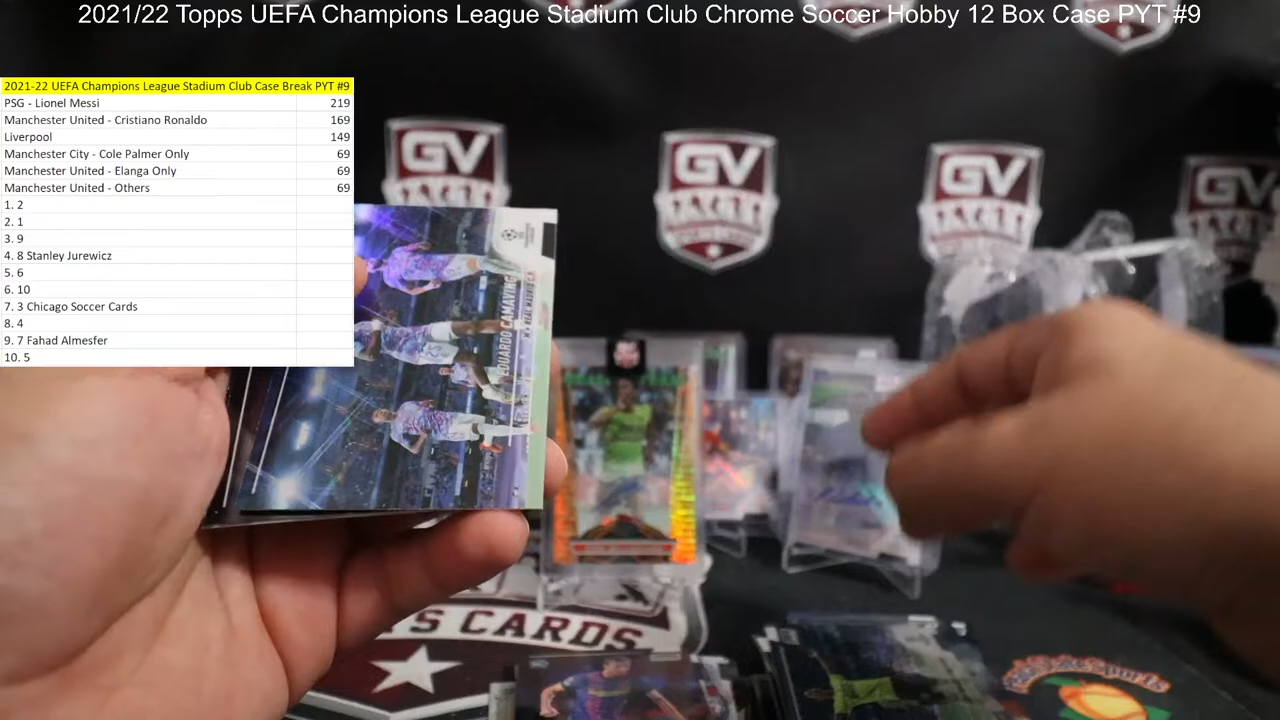 2021/22 Topps UEFA Champions League Stadium Club Chrome Soccer Hobby 12 Box Case PYT #9
2021-22 UEFA Champions League Stadium Club Case Break PYT #9
PSG - Lionel Messi 219
Manchester United - Cristiano Ronaldo 169
Liverpool 149
Manchester City - Cole Palmer Only 69
Manchester United - Elanga Only 69
Manchester United - Others 69
1. 2
2. 1
3. 9
4. 8 Stanley Jurewicz
5. 6
6. 10
7. 3 Chicago Soccer Cards
8. 4
9. 7 Fahad Almesfer
10. 5
GV
GV
GV
GV
EDUARDO CAMAVING
M • REAL MADRID C.F.
S CARDS